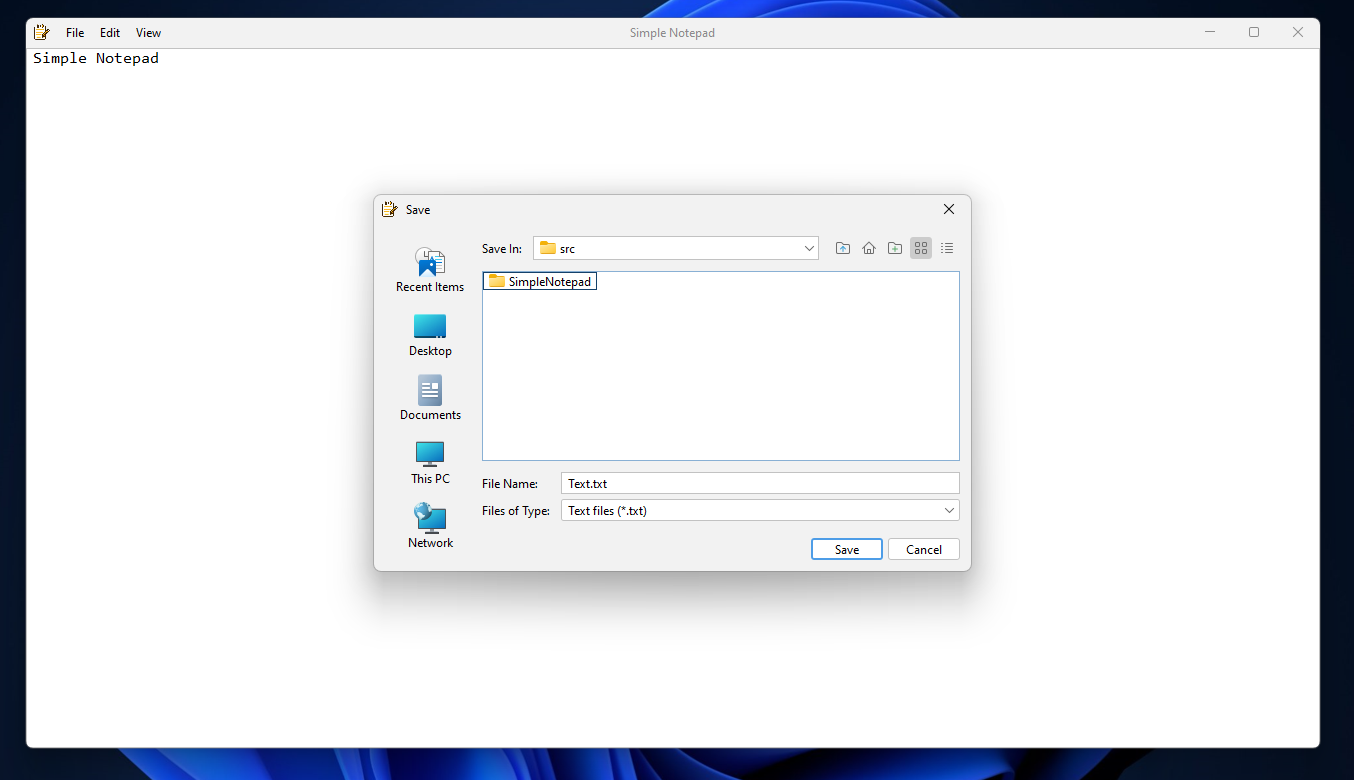 File Edit View Simple Notepad
Simple Notepad
Save
Save In: src
Recent Items
Desktop
Documents
This PC
Network
SimpleNotepad
File Name: Text.txt
Files of Type: Text files (*.txt)
Save Cancel